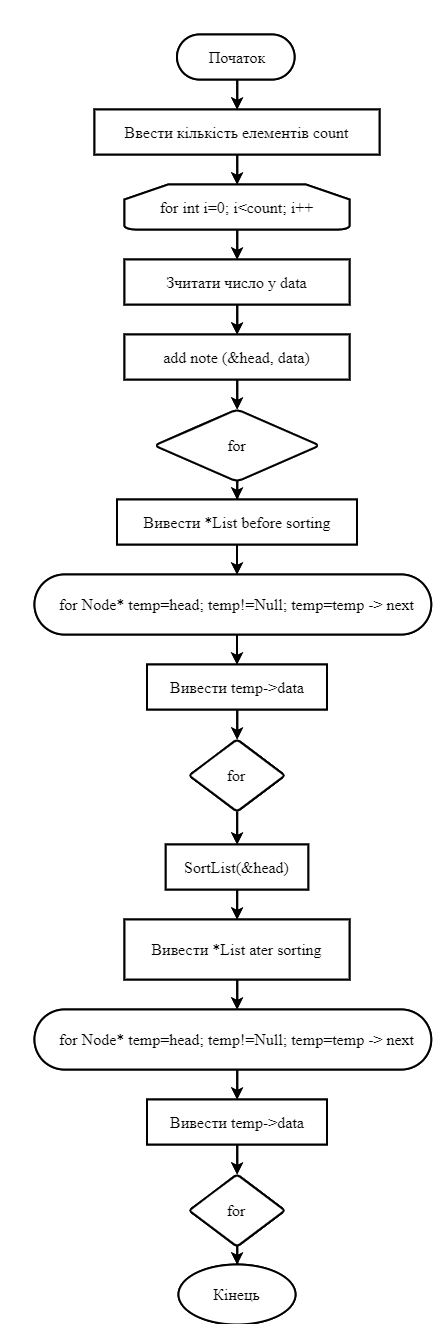 Початок
Ввести кількість елементів count
for int i=0; i<count; i++
Зчитати число у data
add note (&head, data)
for
Вивести *List before sorting
for Node* temp=head; temp!=Null; temp=temp -> next
Вивести temp->data
for
SortList(&head)
Вивести *List ater sorting
for Node* temp=head; temp!=Null; temp=temp -> next
Вивести temp->data
for
Кінець